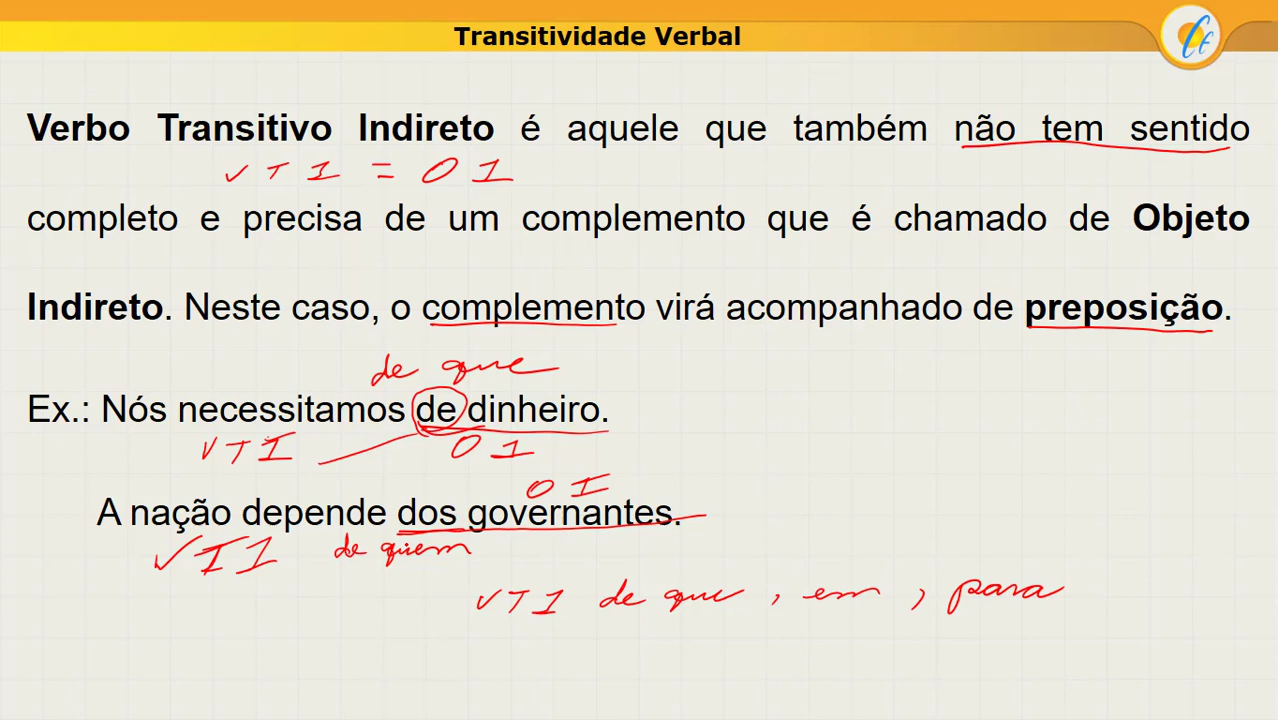 Transitividade Verbal
Verbo Transitivo Indireto é aquele que também não tem sentido
VTI = OI
completo e precisa de um complemento que é chamado de Objeto
Indireto. Neste caso, o complemento virá acompanhado de preposição.
de que
Ex.: Nós necessitamos de dinheiro.
VTI OI
OI
A nação depende dos governantes.
VTI de quem
VTI de que, em, para